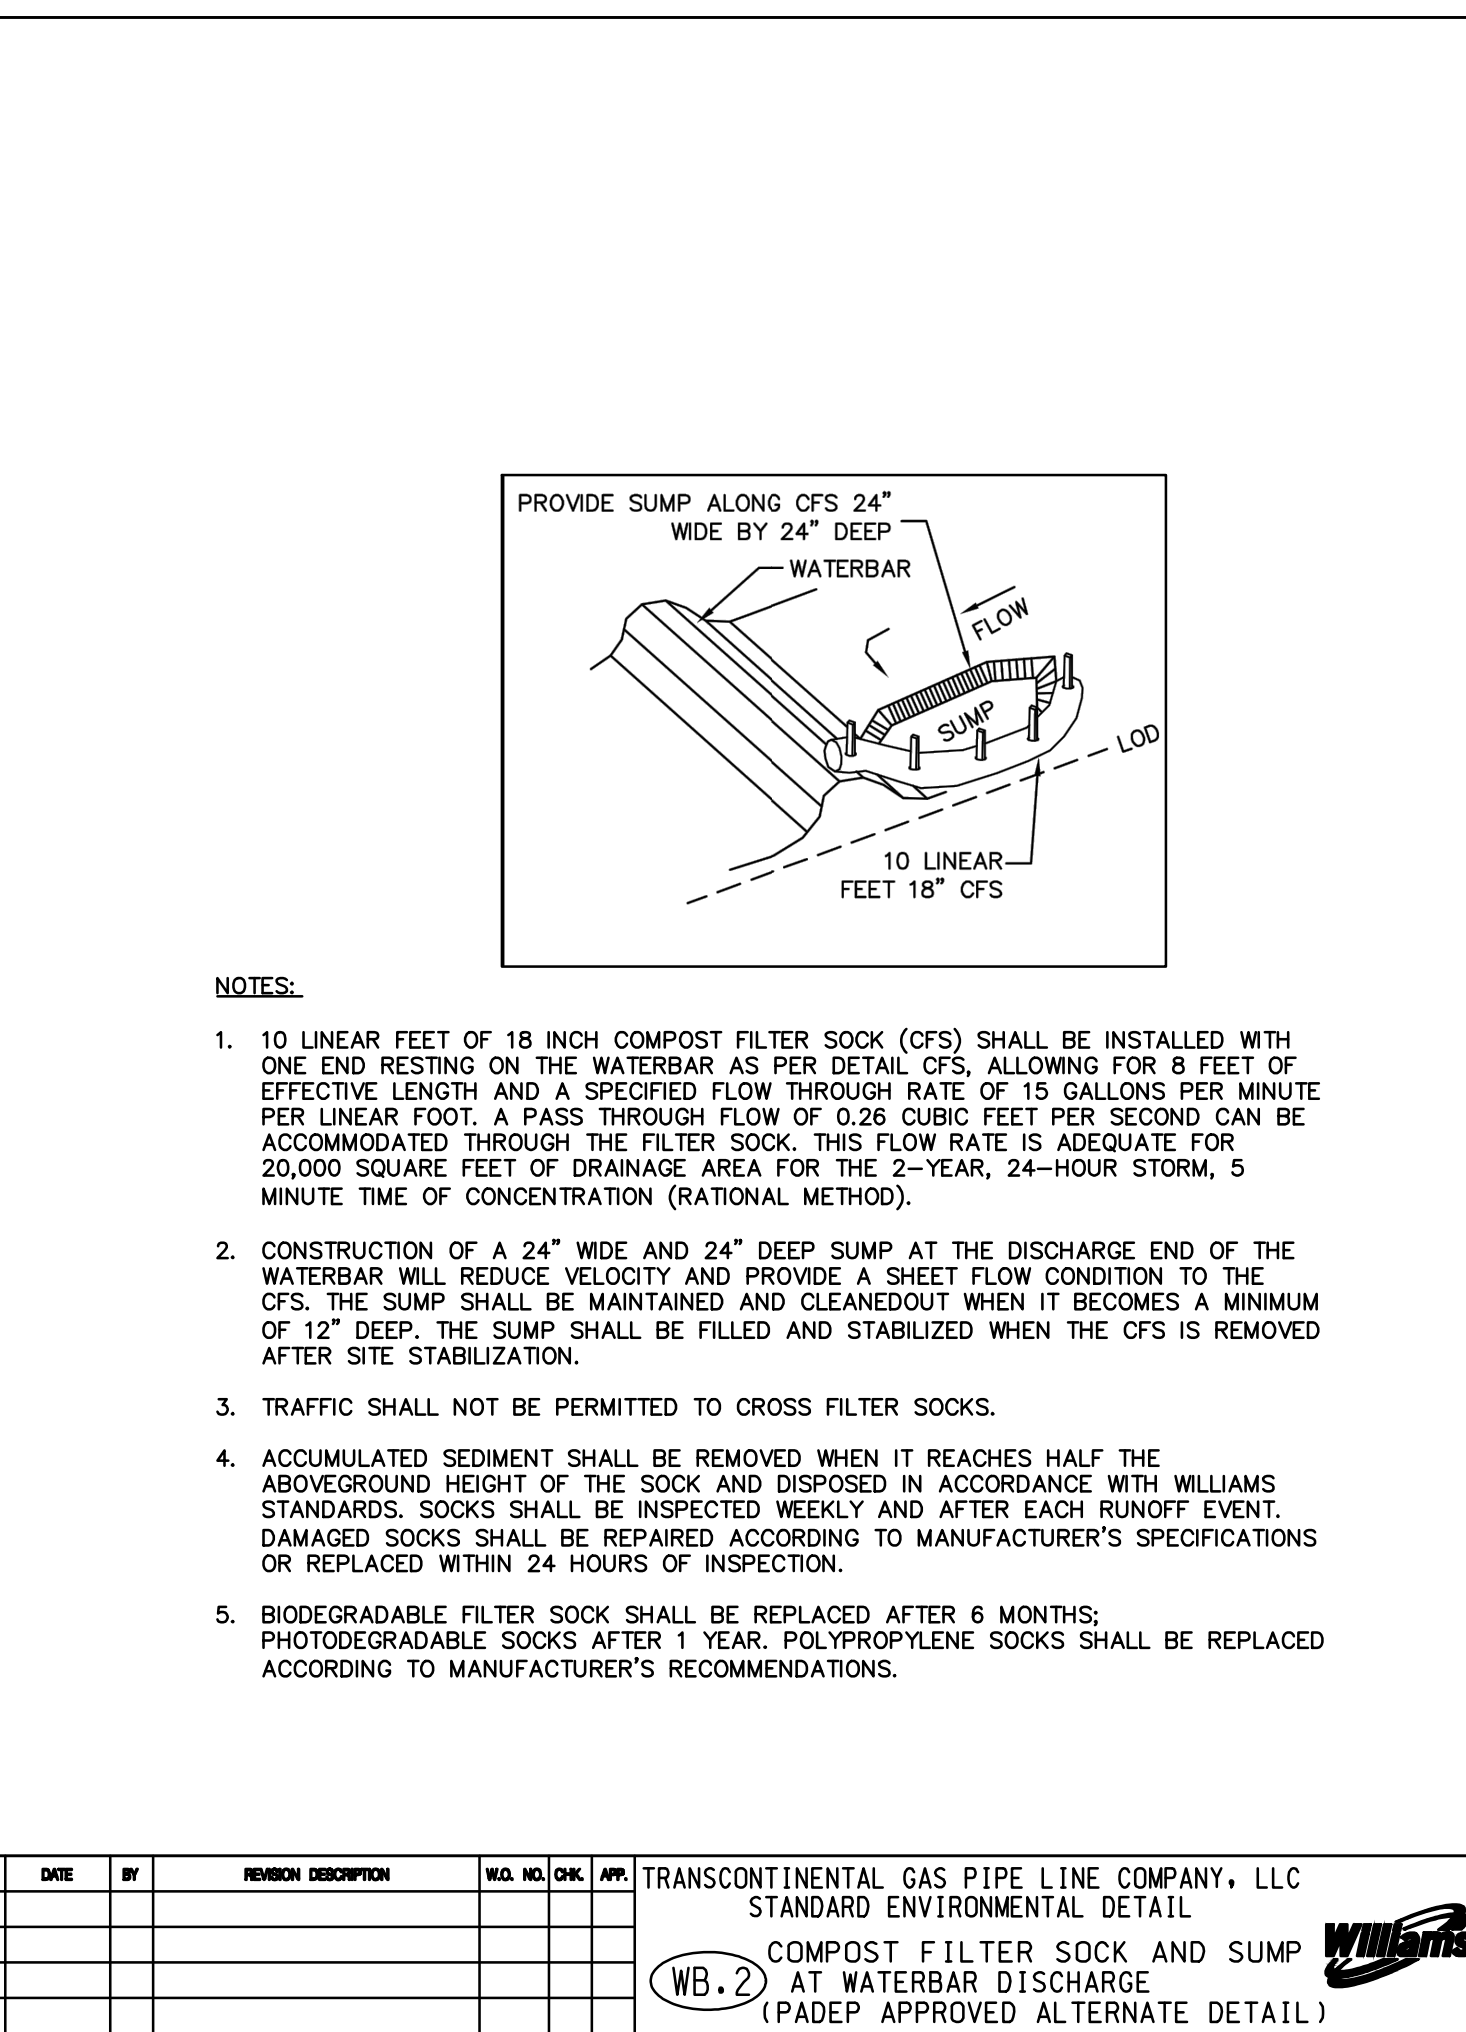 PROVIDE SUMP ALONG CFS 24"
WIDE BY 24" DEEP
WATERBAR
FLOW
SUMP
LOD
10 LINEAR
FEET 18" CFS
NOTES:
1. 10 LINEAR FEET OF 18 INCH COMPOST FILTER SOCK (CFS) SHALL BE INSTALLED WITH
ONE END RESTING ON THE WATERBAR AS PER DETAIL CFS, ALLOWING FOR 8 FEET OF
EFFECTIVE LENGTH AND A SPECIFIED FLOW THROUGH RATE OF 15 GALLONS PER MINUTE
PER LINEAR FOOT. A PASS THROUGH FLOW OF 0.26 CUBIC FEET PER SECOND CAN BE
ACCOMMODATED THROUGH THE FILTER SOCK. THIS FLOW RATE IS ADEQUATE FOR
20,000 SQUARE FEET OF DRAINAGE AREA FOR THE 2-YEAR, 24-HOUR STORM, 5
MINUTE TIME OF CONCENTRATION (RATIONAL METHOD).
2. CONSTRUCTION OF A 24" WIDE AND 24" DEEP SUMP AT THE DISCHARGE END OF THE
WATERBAR WILL REDUCE VELOCITY AND PROVIDE A SHEET FLOW CONDITION TO THE
CFS. THE SUMP SHALL BE MAINTAINED AND CLEANEDOUT WHEN IT BECOMES A MINIMUM
OF 12" DEEP. THE SUMP SHALL BE FILLED AND STABILIZED WHEN THE CFS IS REMOVED
AFTER SITE STABILIZATION.
3. TRAFFIC SHALL NOT BE PERMITTED TO CROSS FILTER SOCKS.
4. ACCUMULATED SEDIMENT SHALL BE REMOVED WHEN IT REACHES HALF THE
ABOVEGROUND HEIGHT OF THE SOCK AND DISPOSED IN ACCORDANCE WITH WILLIAMS
STANDARDS. SOCKS SHALL BE INSPECTED WEEKLY AND AFTER EACH RUNOFF EVENT.
DAMAGED SOCKS SHALL BE REPAIRED ACCORDING TO MANUFACTURER'S SPECIFICATIONS
OR REPLACED WITHIN 24 HOURS OF INSPECTION.
5. BIODEGRADABLE FILTER SOCK SHALL BE REPLACED AFTER 6 MONTHS;
PHOTODEGRADABLE SOCKS AFTER 1 YEAR. POLYPROPYLENE SOCKS SHALL BE REPLACED
ACCORDING TO MANUFACTURER'S RECOMMENDATIONS.
DATE BY REVISION DESCRIPTION W.O. NO. CHK. APP.
TRANSCONTINENTAL GAS PIPE LINE COMPANY, LLC
STANDARD ENVIRONMENTAL DETAIL
WB.2
COMPOST FILTER SOCK AND SUMP
AT WATERBAR DISCHARGE
(PADEP APPROVED ALTERNATE DETAIL)
Williams